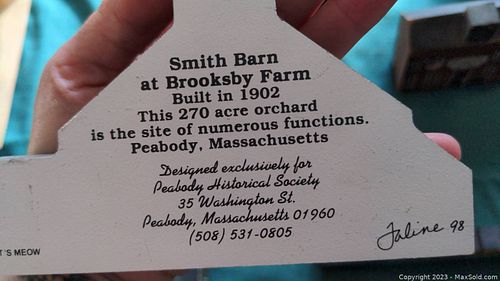 Smith Barn
at Brooksby Farm
Built in 1902
This 270 acre orchard
is the site of numerous functions.
Peabody, Massachusetts
Designed exclusively for
Peabody Historical Society
35 Washington St.
Peabody, Massachusetts 01960
(508) 531-0805
Faline 98
T'S MEOW
Copyright 2023 - MaxSold.com